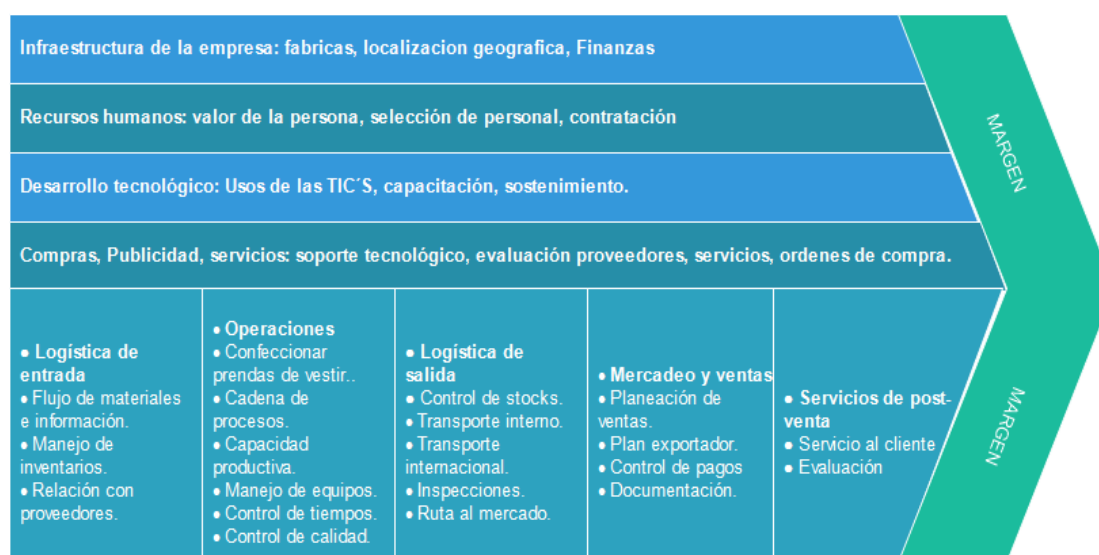 Infraestructura de la empresa: fabricas, localizacion geografica, Finanzas
Recursos humanos: valor de la persona, selección de personal, contratación
Desarrollo tecnológico: Usos de las TIC´S, capacitación, sostenimiento.
Compras, Publicidad, servicios: soporte tecnológico, evaluación proveedores, servicios, ordenes de compra.
MARGEN
• Logística de
entrada
• Flujo de materiales
e información.
• Manejo de
inventarios.
• Relación con
proveedores.
• Operaciones
• Confeccionar
prendas de vestir..
• Cadena de
procesos.
• Capacidad
productiva.
• Manejo de equipos.
• Control de tiempos.
• Control de calidad.
• Logística de
salida
• Control de stocks.
• Transporte interno.
• Transporte
internacional.
• Inspecciones.
• Ruta al mercado.
• Mercadeo y ventas
• Planeación de
ventas.
• Plan exportador.
• Control de pagos
• Documentación.
• Servicios de post-
venta
• Servicio al cliente
• Evaluación
MARGEN